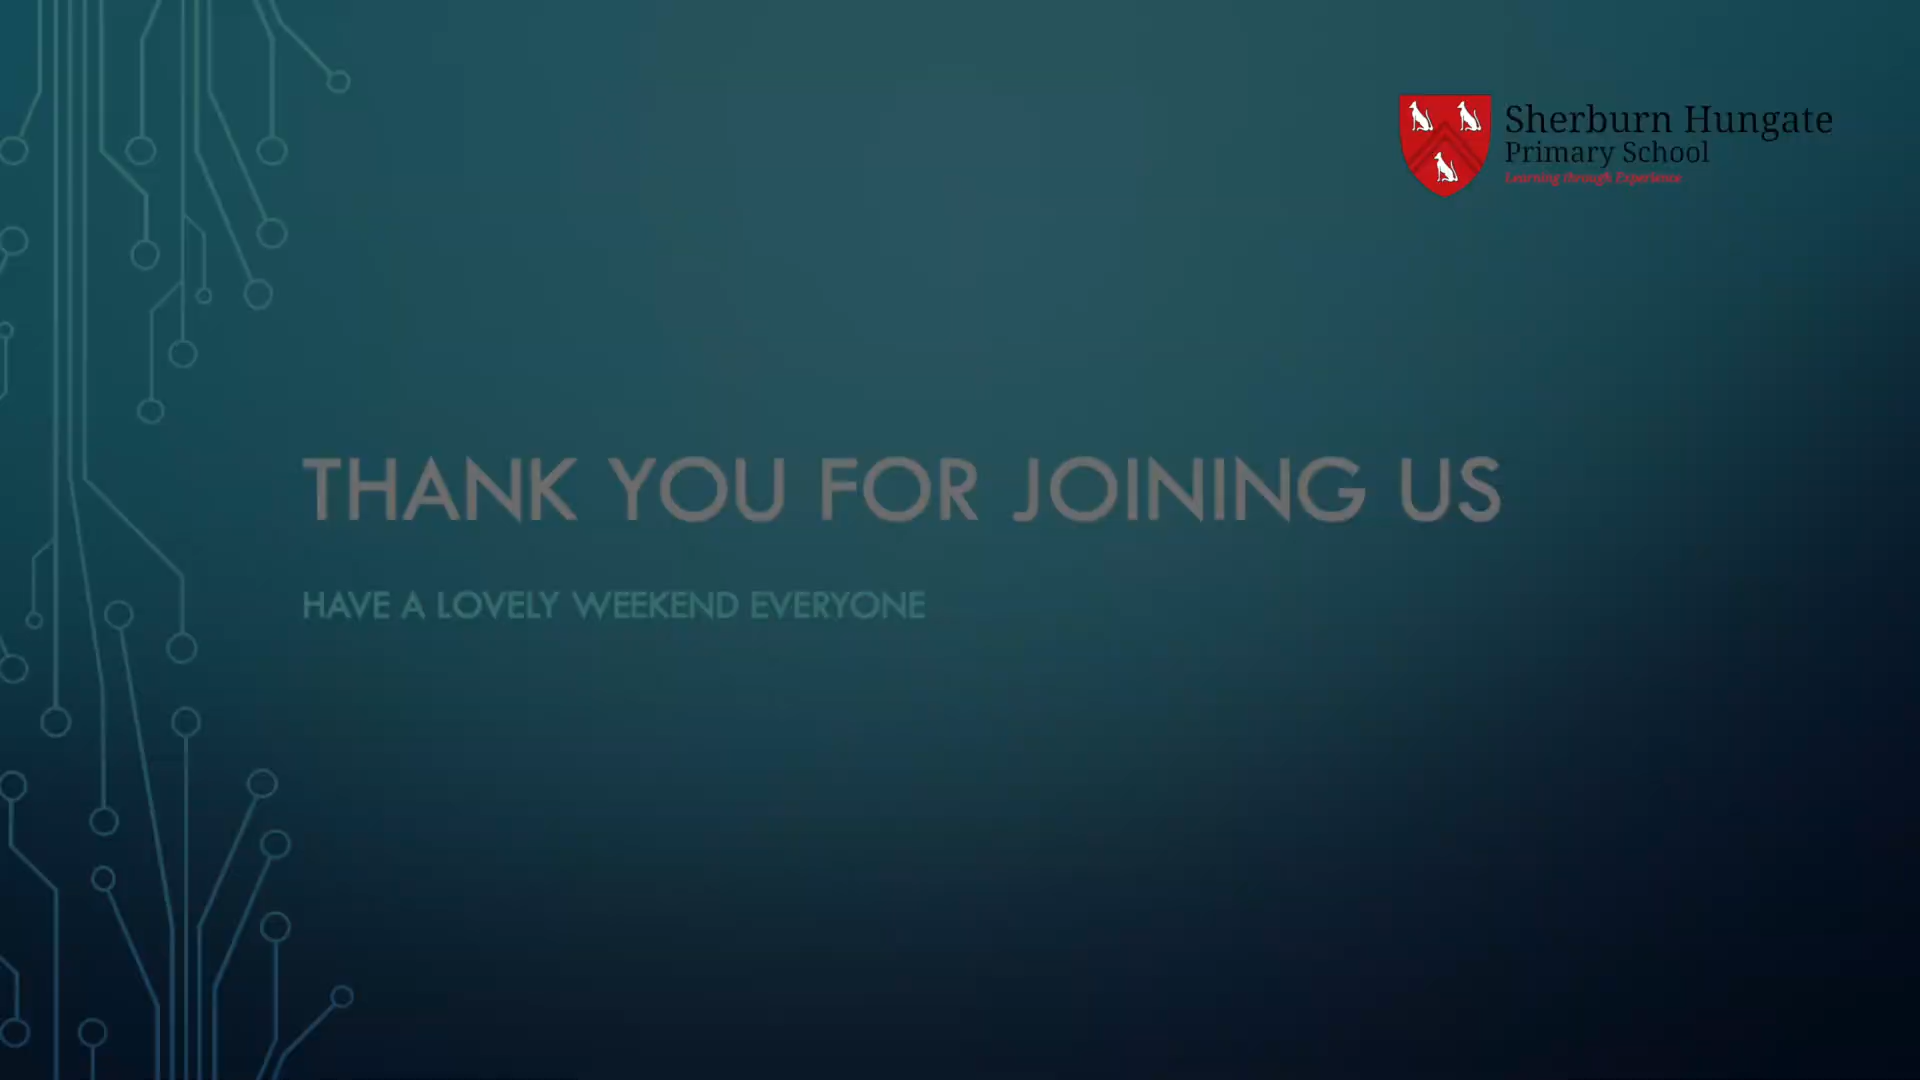 Sherburn Hungate
Primary School
Learning through Experience
THANK YOU FOR JOINING US
HAVE A LOVELY WEEKEND EVERYONE